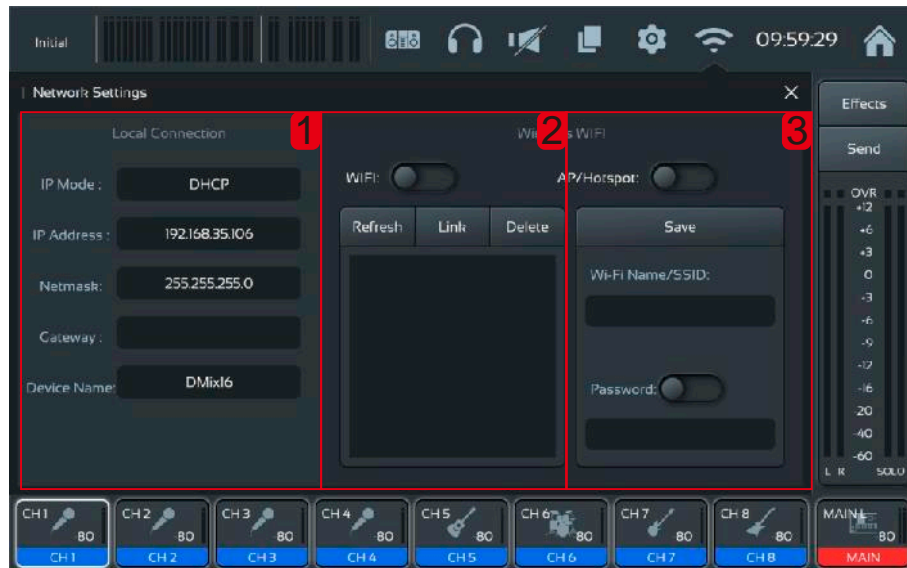 Initial
09:59:29
Network Settings
Effects
Send
Local Connection
1
2
WIFI
3
IP Mode :
DHCP
WIFI:
AP/Hotspot:
IP Address :
192.168.35.106
Refresh
Link
Delete
Save
Netmask:
255.255.255.0
Wi-Fi Name/SSID:
Gateway :
Device Name:
DMix16
Password:
OVR
+12
+6
+3
0
-3
-6
-9
-12
-16
-20
-40
-60
L R SOLO
CH 1
-80
CH 1
CH 2
-80
CH 2
CH 3
-80
CH 3
CH 4
-80
CH 4
CH 5
-80
CH 5
CH 6
-80
CH 6
CH 7
-80
CH 7
CH 8
-80
CH 8
MAIN L
-80
MAIN